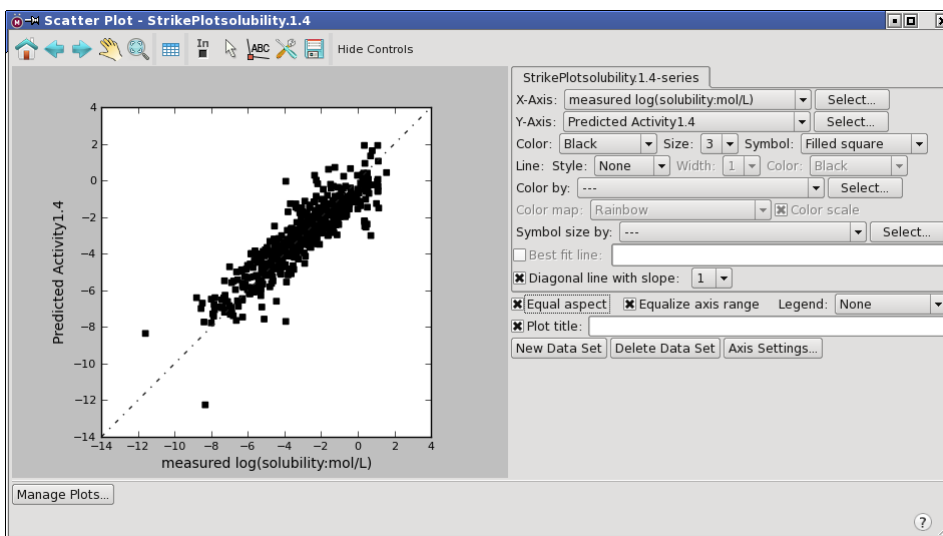 Scatter Plot - StrikePlotsolubility.1.4
In
ABC
Hide Controls
StrikePlotsolubility.1.4-series
X-Axis: measured log(solubility:mol/L) Select...
Y-Axis: Predicted Activity1.4 Select...
Color: Black Size: 3 Symbol: Filled square
Line: Style: None Width: 1 Color: Black
Color by: --- Select...
Color map: Rainbow Color scale
Symbol size by: --- Select...
Best fit line:
Diagonal line with slope: 1
Equal aspect Equalize axis range Legend: None
Plot title:
New Data Set Delete Data Set Axis Settings...
Predicted Activity1.4
4
2
0
−2
−4
−6
−8
−10
−12
−14
−14 −12 −10 −8 −6 −4 −2 0 2 4
measured log(solubility:mol/L)
Manage Plots...
?